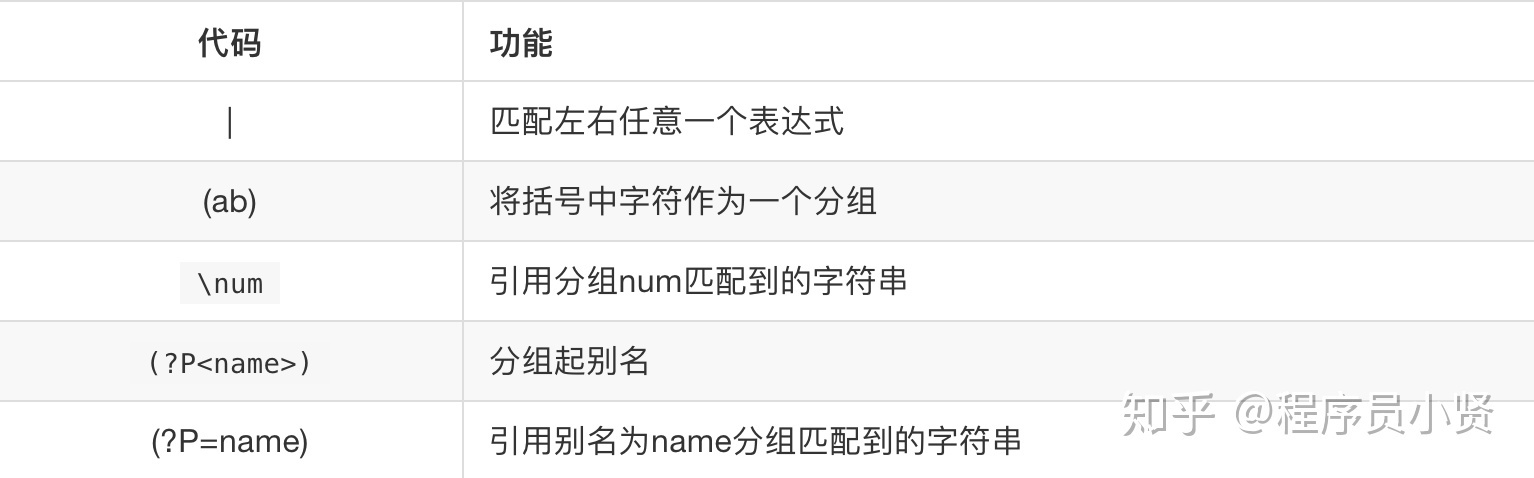 代码 功能
| 匹配左右任意一个表达式
(ab) 将括号中字符作为一个分组
\num 引用分组num匹配到的字符串
(?P<name>) 分组起别名
(?P=name) 引用别名为name分组匹配到的字符串
知乎 @程序员小贤